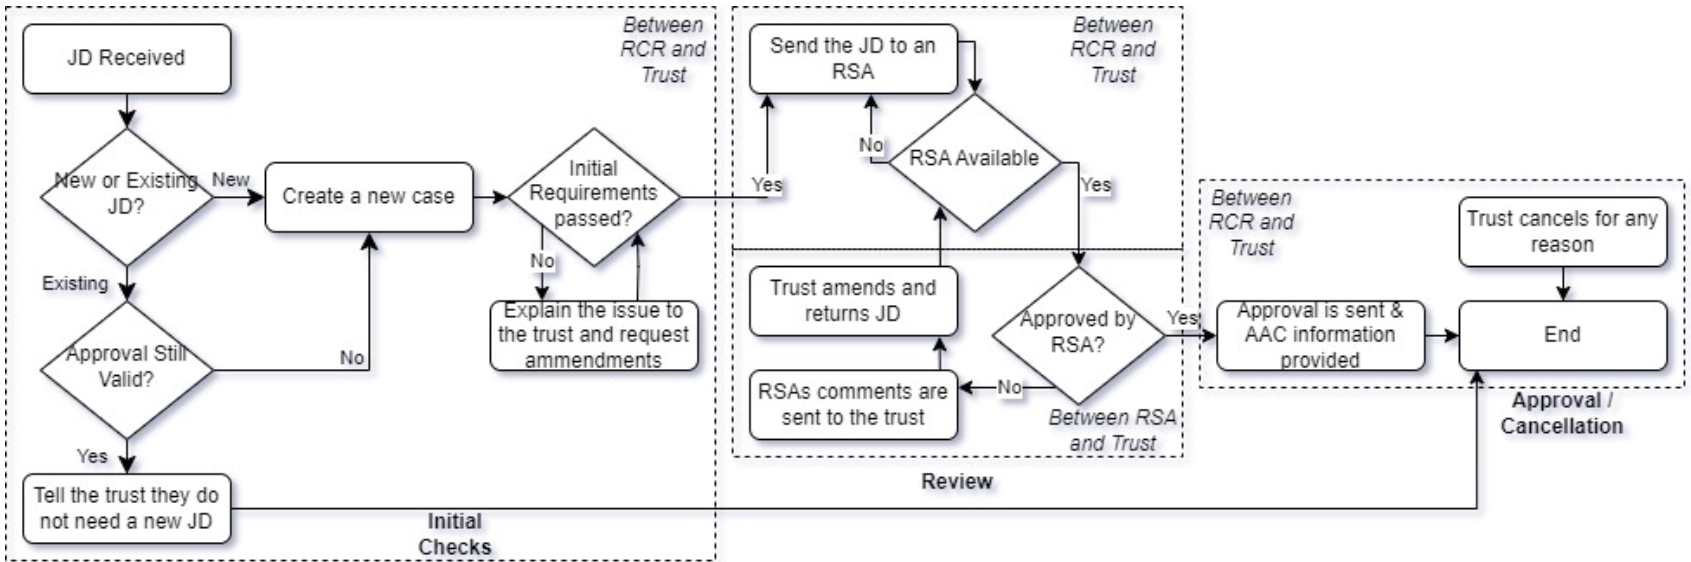 JD Received
Between
RCR and
Trust
New or Existing
JD?
New
Create a new case
Initial
Requirements
passed?
Yes
No
Explain the issue to
the trust and request
ammendments
Existing
Approval Still
Valid?
No
Yes
Tell the trust they do
not need a new JD
Initial
Checks
Send the JD to an
RSA
Between
RCR and
Trust
No
RSA Available
Yes
Trust amends and
returns JD
Approved by
RSA?
Yes
No
RSAs comments are
sent to the trust
Between RSA
and Trust
Review
Between
RCR and
Trust
Trust cancels for any
reason
Approval is sent &
AAC information
provided
End
Approval /
Cancellation